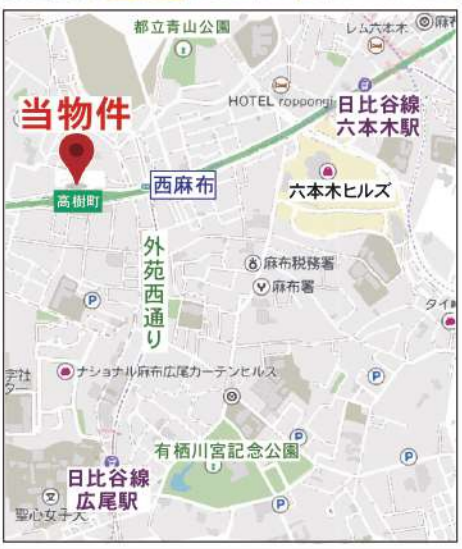 都立青山公園
レム六本木
麻布
HOTEL roppongi
日比谷線
六本木駅
当物件
高樹町
西麻布
六本木ヒルズ
外苑西通り
麻布税務署
麻布署
タイ
ナショナル麻布広尾ガーデンヒルズ
有栖川宮記念公園
日比谷線
広尾駅
聖心女子大